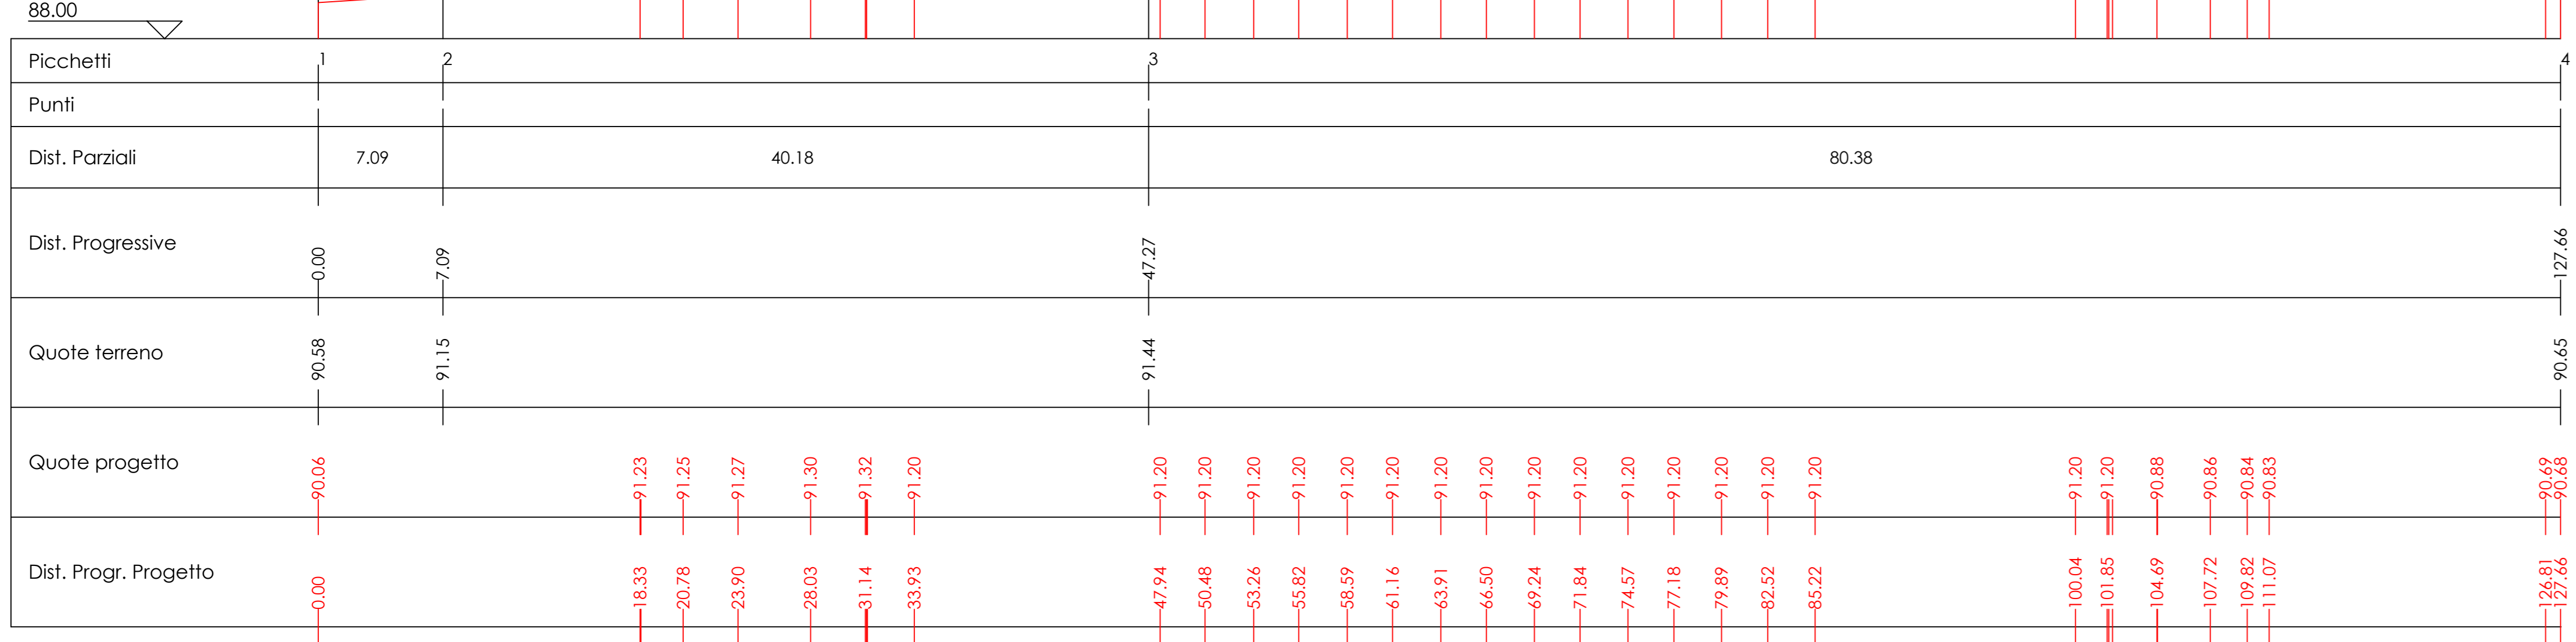 88.00
Picchetti 1 2 3 4
Punti
Dist. Parziali 7.09 40.18 80.38
Dist. Progressive 0.00 7.09 47.27 127.66
Quote terreno 90.58 91.15 91.44 90.65
Quote progetto 90.06 91.23 91.25 91.27 91.30 91.32 91.20 91.20 91.20 91.20 91.20 91.20 91.20 91.20 91.20 91.20 91.20 91.20 91.20 91.20 91.20 91.20 91.20 91.20 90.88 90.86 90.84 90.83 90.69 90.68
Dist. Progr. Progetto 0.00 18.33 20.78 23.90 28.03 31.14 33.93 47.94 50.48 53.26 55.82 58.59 61.16 63.91 66.50 69.24 71.84 74.57 77.18 79.89 82.52 85.22 100.04 101.85 104.69 107.72 109.82 111.07 126.81 127.66